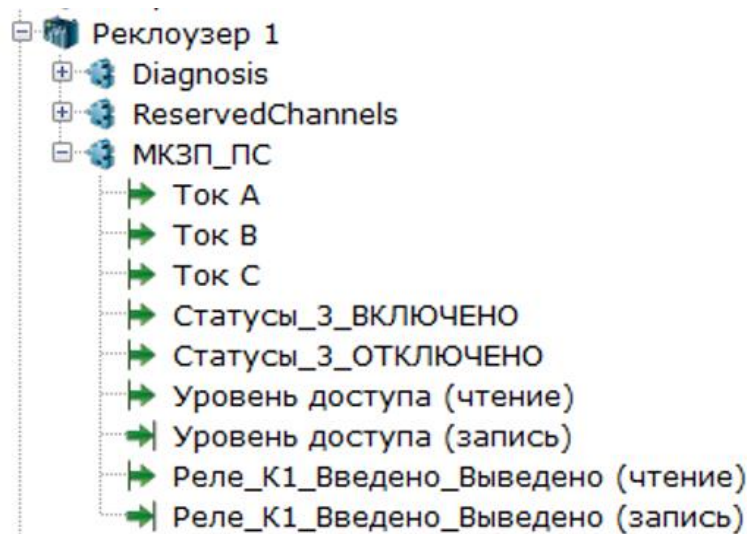 Реклоузер 1
Diagnosis
ReservedChannels
МКЗП_ПС
Ток А
Ток В
Ток С
Статусы_3_ВКЛЮЧЕНО
Статусы_3_ОТКЛЮЧЕНО
Уровень доступа (чтение)
Уровень доступа (запись)
Реле_К1_Введено_Выведено (чтение)
Реле_К1_Введено_Выведено (запись)